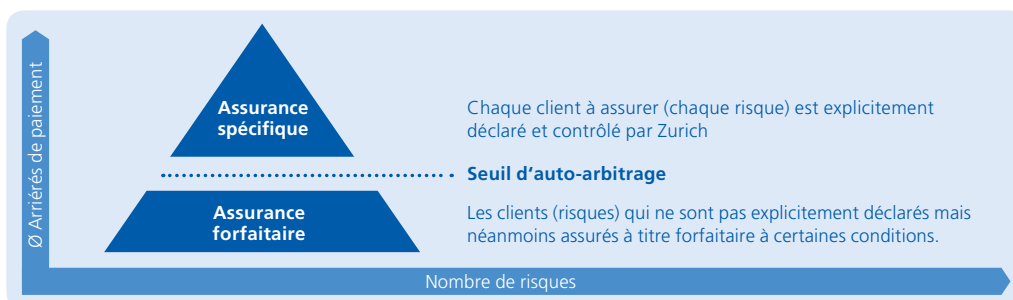 Ø Arriérés de paiement
Assurance
spécifique
Chaque client à assurer (chaque risque) est explicitement
déclaré et contrôlé par Zurich
Seuil d’auto-arbitrage
Assurance
forfaitaire
Les clients (risques) qui ne sont pas explicitement déclarés mais
néanmoins assurés à titre forfaitaire à certaines conditions.
Nombre de risques